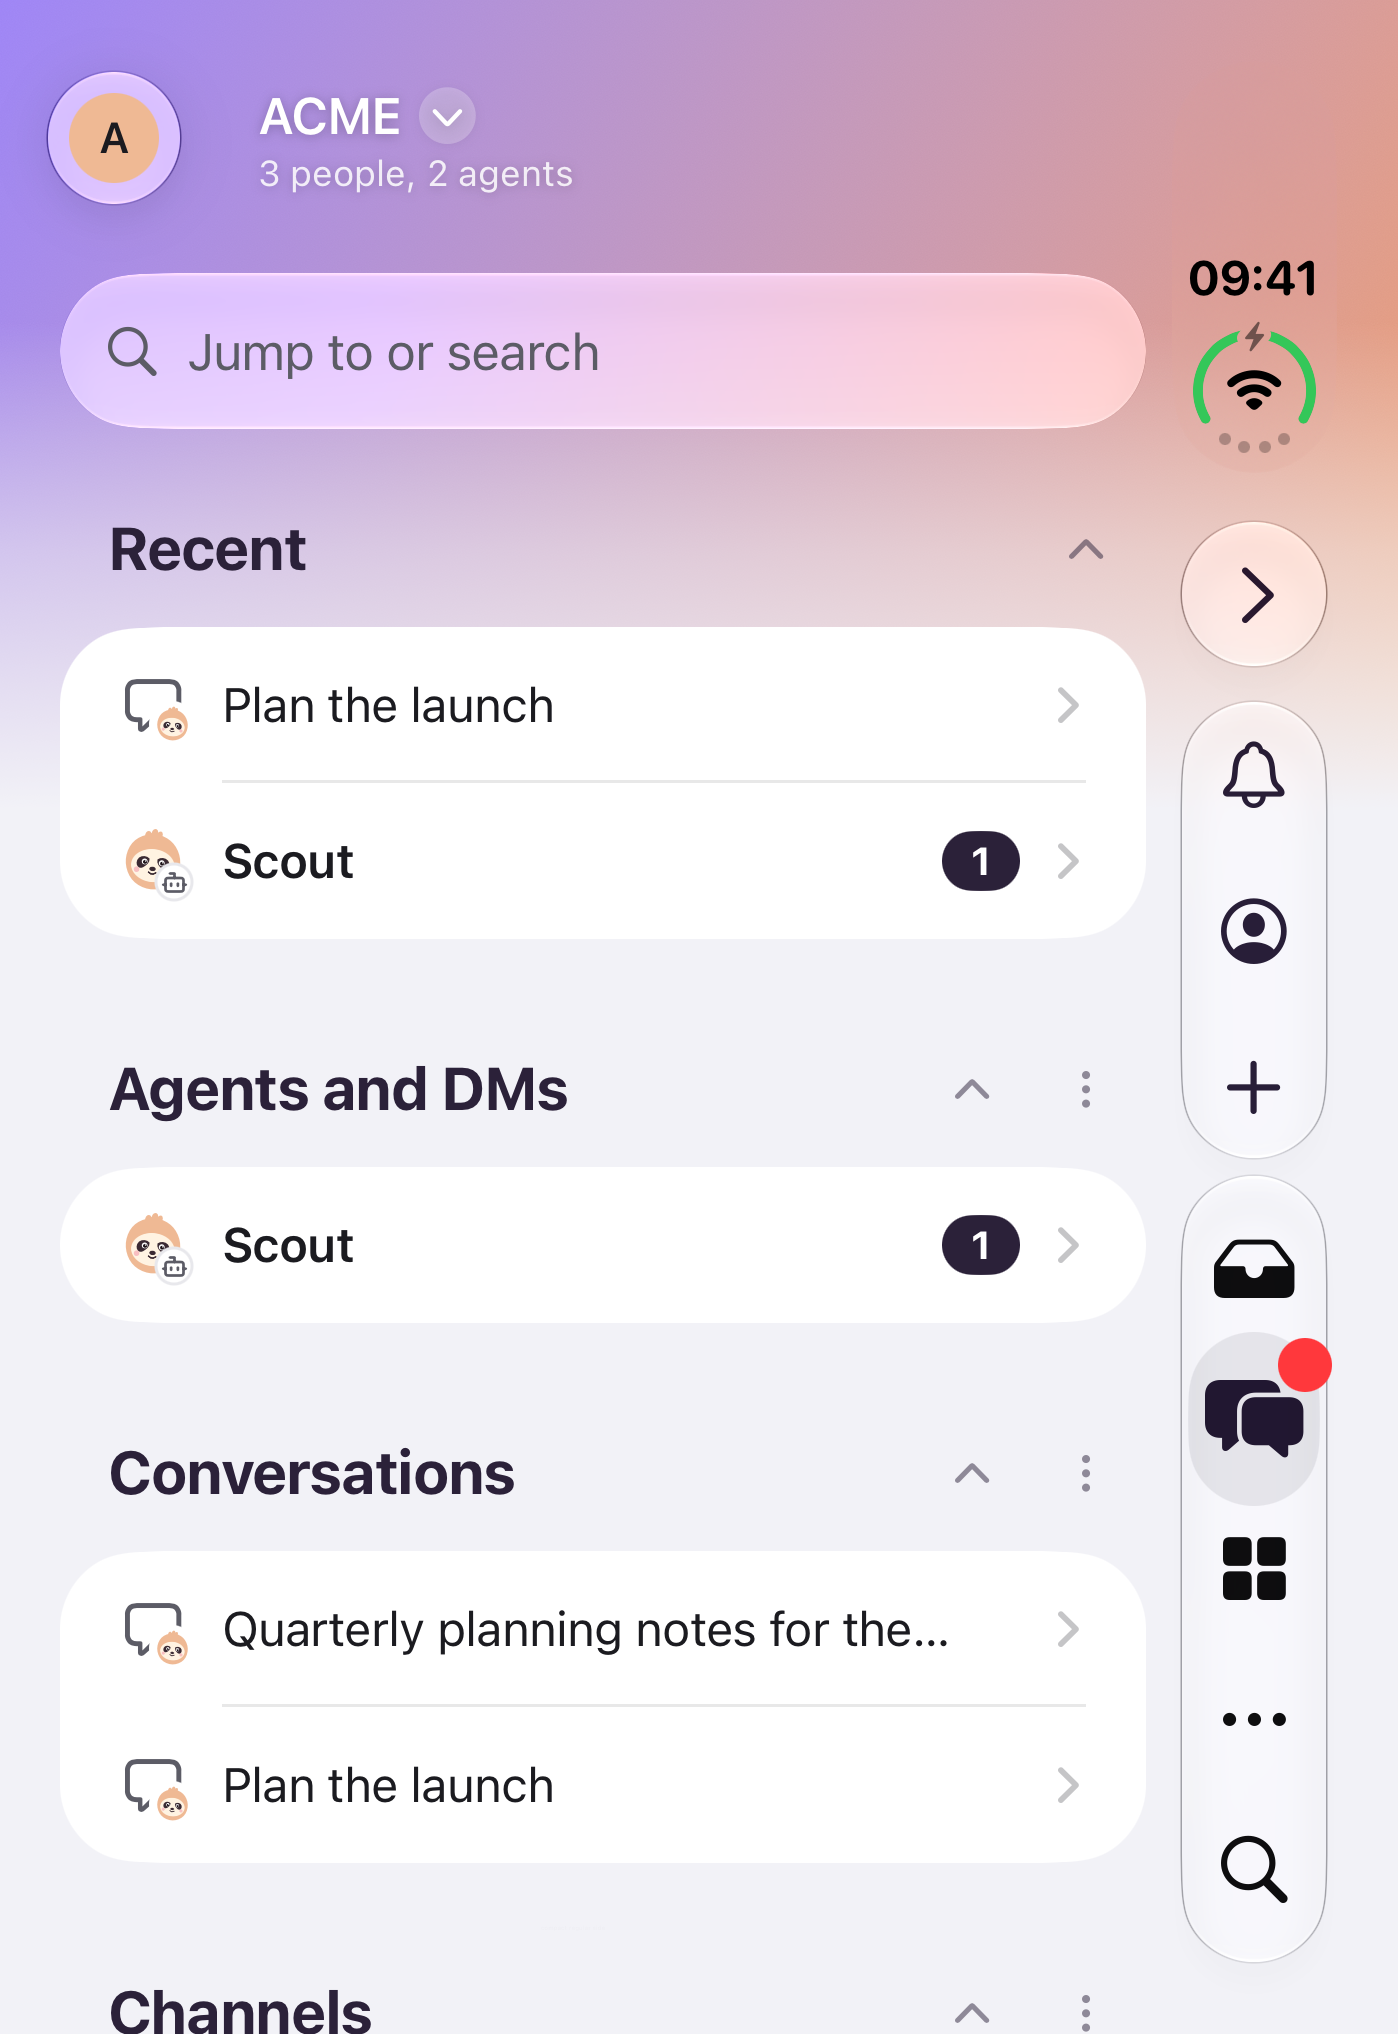 A
ACME
3 people, 2 agents
09:41
Jump to or search
Recent
Plan the launch
Scout
1
Agents and DMs
Scout
1
Conversations
Quarterly planning notes for the...
Plan the launch
Channels